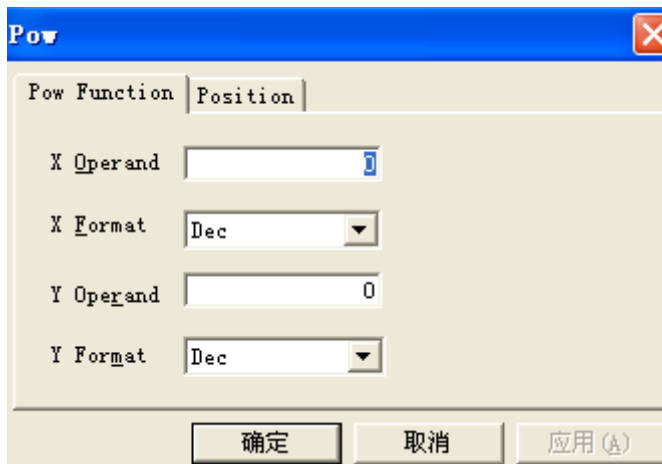 Pow
Pow Function Position
X Operand 0
X Format Dec
Y Operand 0
Y Format Dec
确定 取消 应用(A)